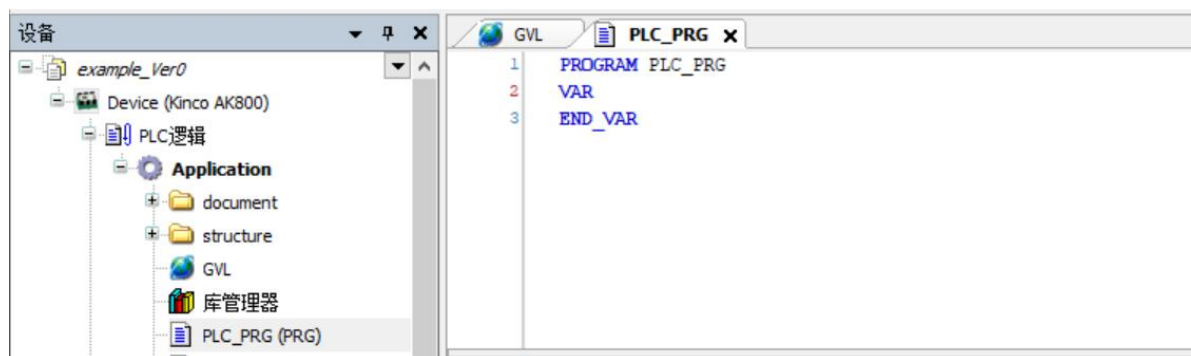 设备
example_Ver0
Device (Kinco AK800)
PLC逻辑
Application
document
structure
GVL
库管理器
PLC_PRG (PRG)
GVL
PLC_PRG
1 PROGRAM PLC_PRG
2 VAR
3 END_VAR